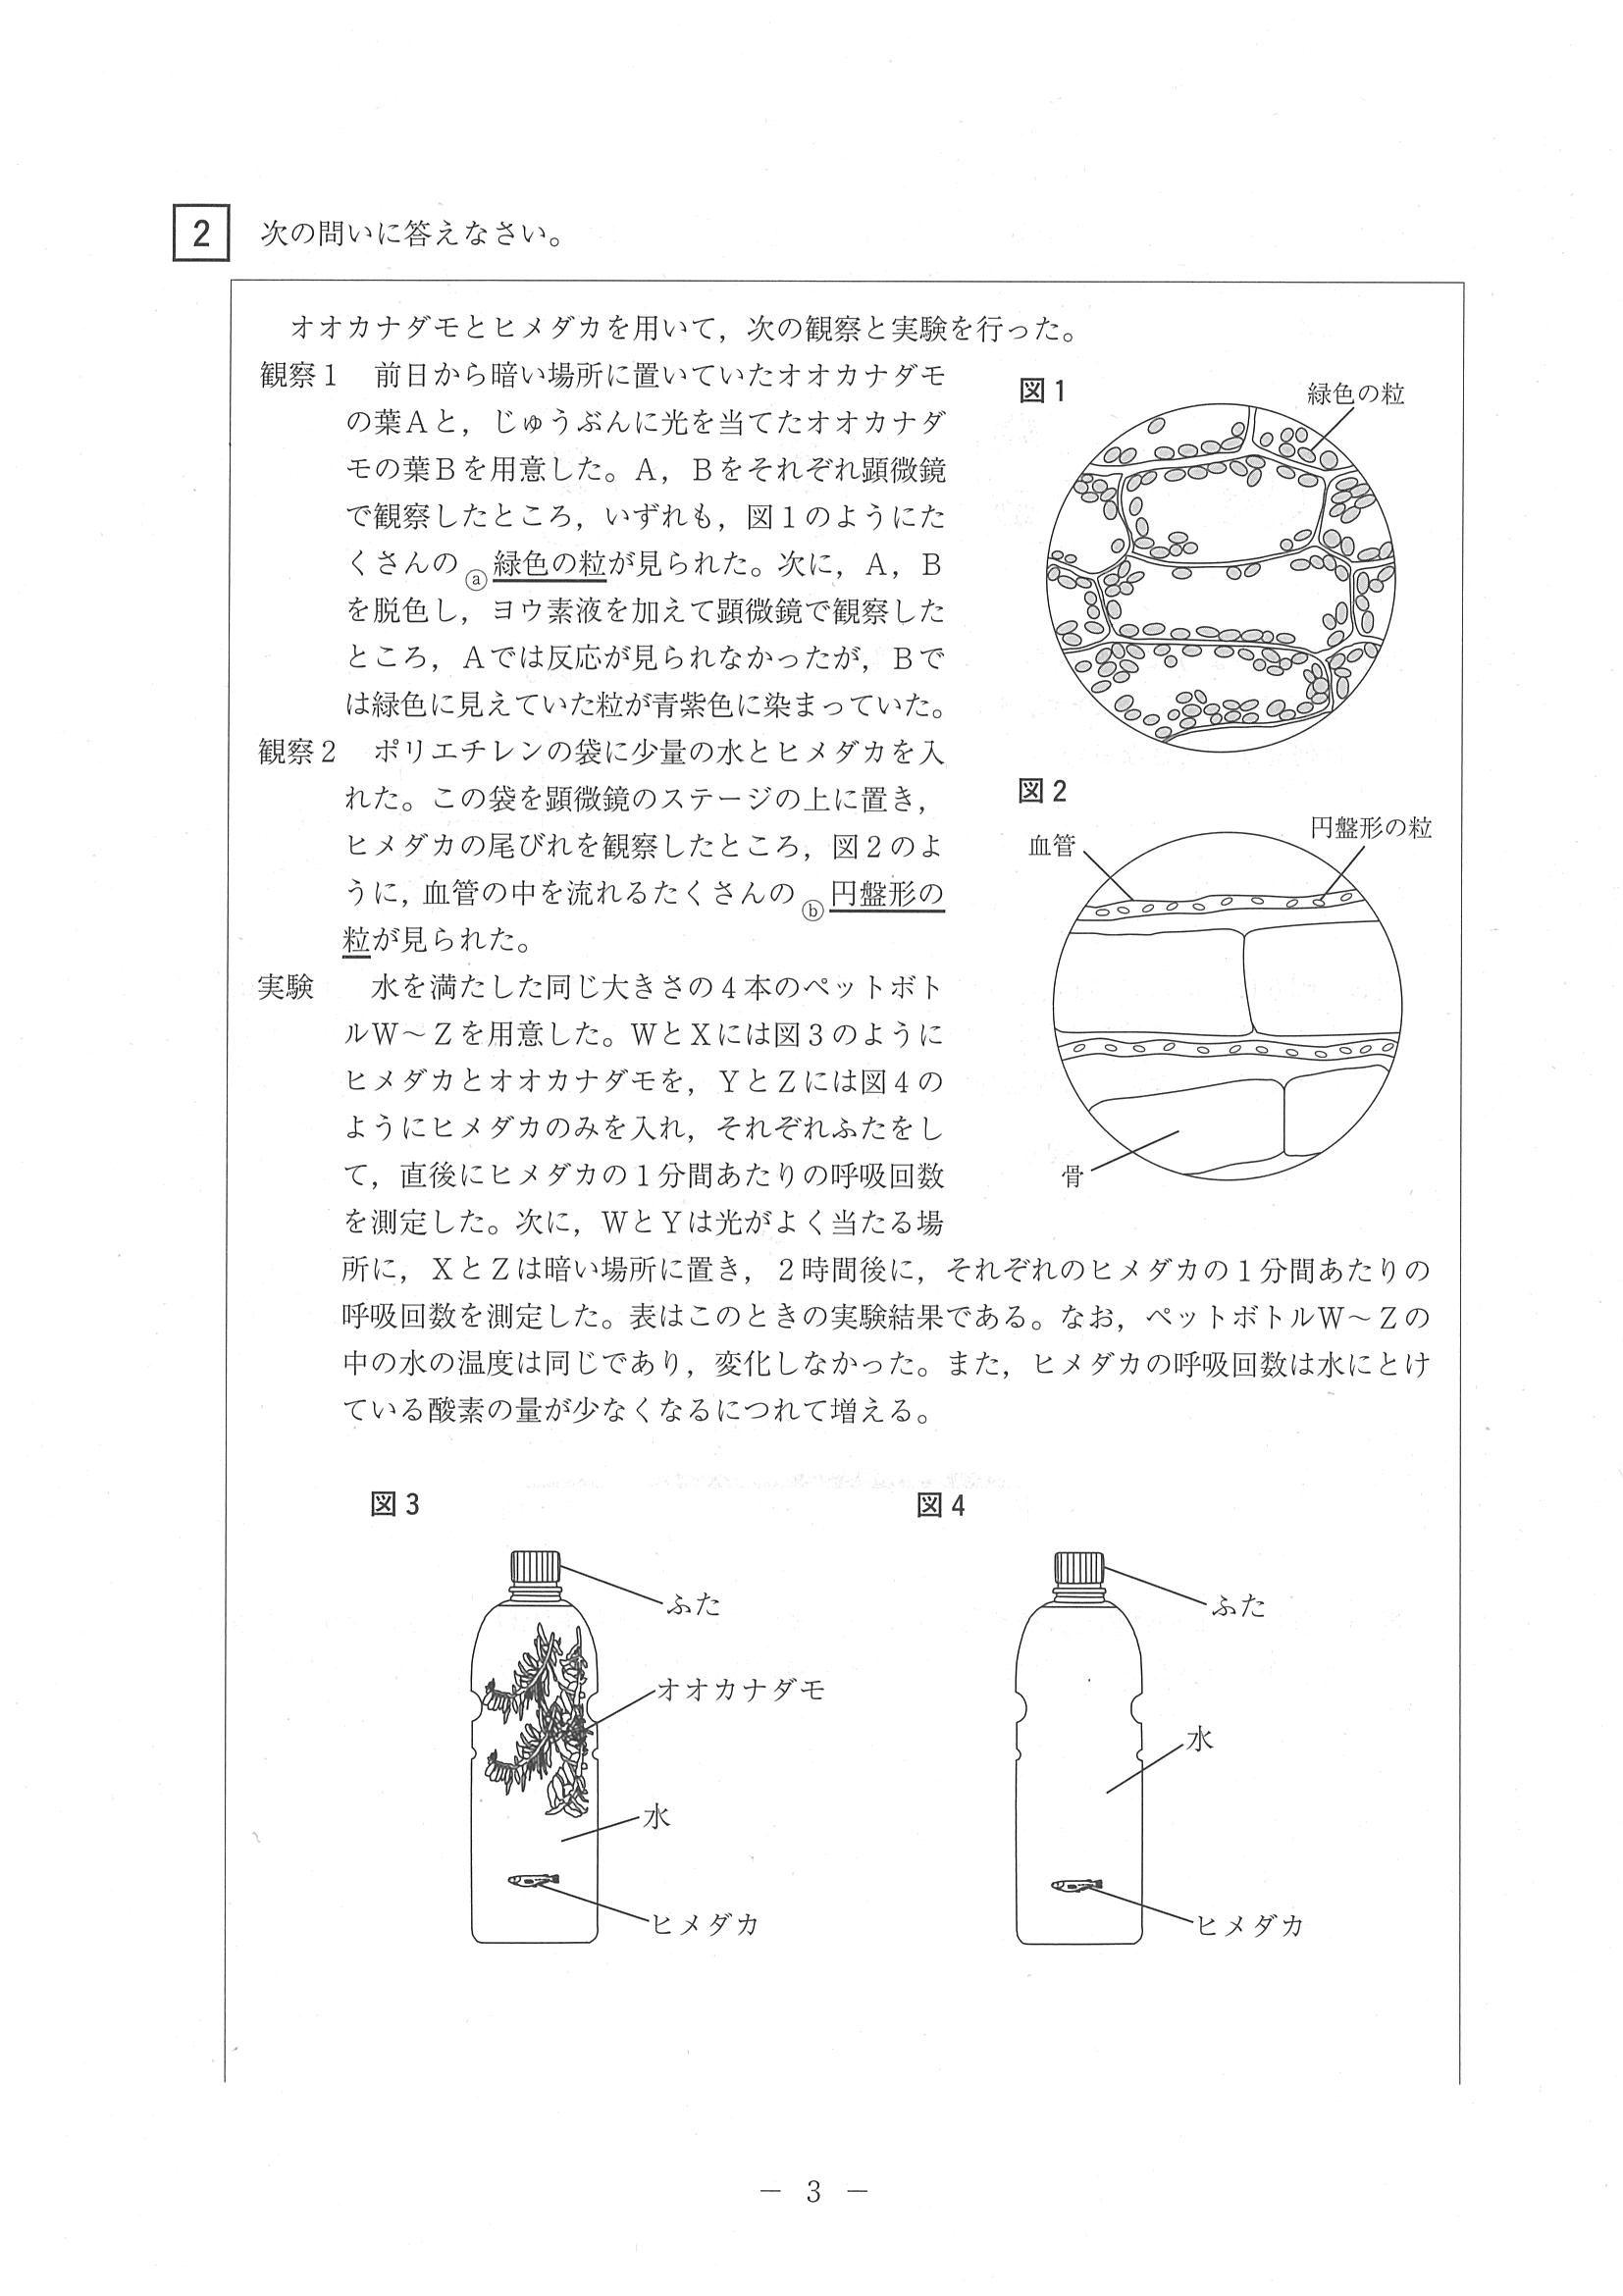 2 次の問いに答えなさい。
オオカナダモとヒメダカを用いて，次の観察と実験を行った。
観察１　前日から暗い場所に置いていたオオカナダモ
の葉Ａと，じゅうぶんに光を当てたオオカナダ
モの葉Ｂを用意した。Ａ，Ｂをそれぞれ顕微鏡
で観察したところ，いずれも，図１のようにた
くさんの ⓐ緑色の粒が見られた。次に，Ａ，Ｂ
を脱色し，ヨウ素液を加えて顕微鏡で観察した
ところ，Ａでは反応が見られなかったが，Ｂで
は緑色に見えていた粒が青紫色に染まっていた。
図1
緑色の粒
観察２　ポリエチレンの袋に少量の水とヒメダカを入
れた。この袋を顕微鏡のステージの上に置き，
ヒメダカの尾びれを観察したところ，図２のよ
うに，血管の中を流れるたくさんの ⓑ円盤形の
粒が見られた。
図2
血管
円盤形の粒
骨
実験　水を満たした同じ大きさの４本のペットボト
ルＷ～Ｚを用意した。ＷとＸには図３のように
ヒメダカとオオカナダモを，ＹとＺには図４の
ようにヒメダカのみを入れ，それぞれふたをし
て，直後にヒメダカの１分間あたりの呼吸回数
を測定した。次に，ＷとＹは光がよく当たる場
所に，ＸとＺは暗い場所に置き，２時間後に，それぞれのヒメダカの１分間あたりの
呼吸回数を測定した。表はこのときの実験結果である。なお，ペットボトルＷ～Ｚの
中の水の温度は同じであり，変化しなかった。また，ヒメダカの呼吸回数は水にとけ
ている酸素の量が少なくなるにつれて増える。
図3
ふた
オオカナダモ
水
ヒメダカ
図4
ふた
水
ヒメダカ
― 3 ―